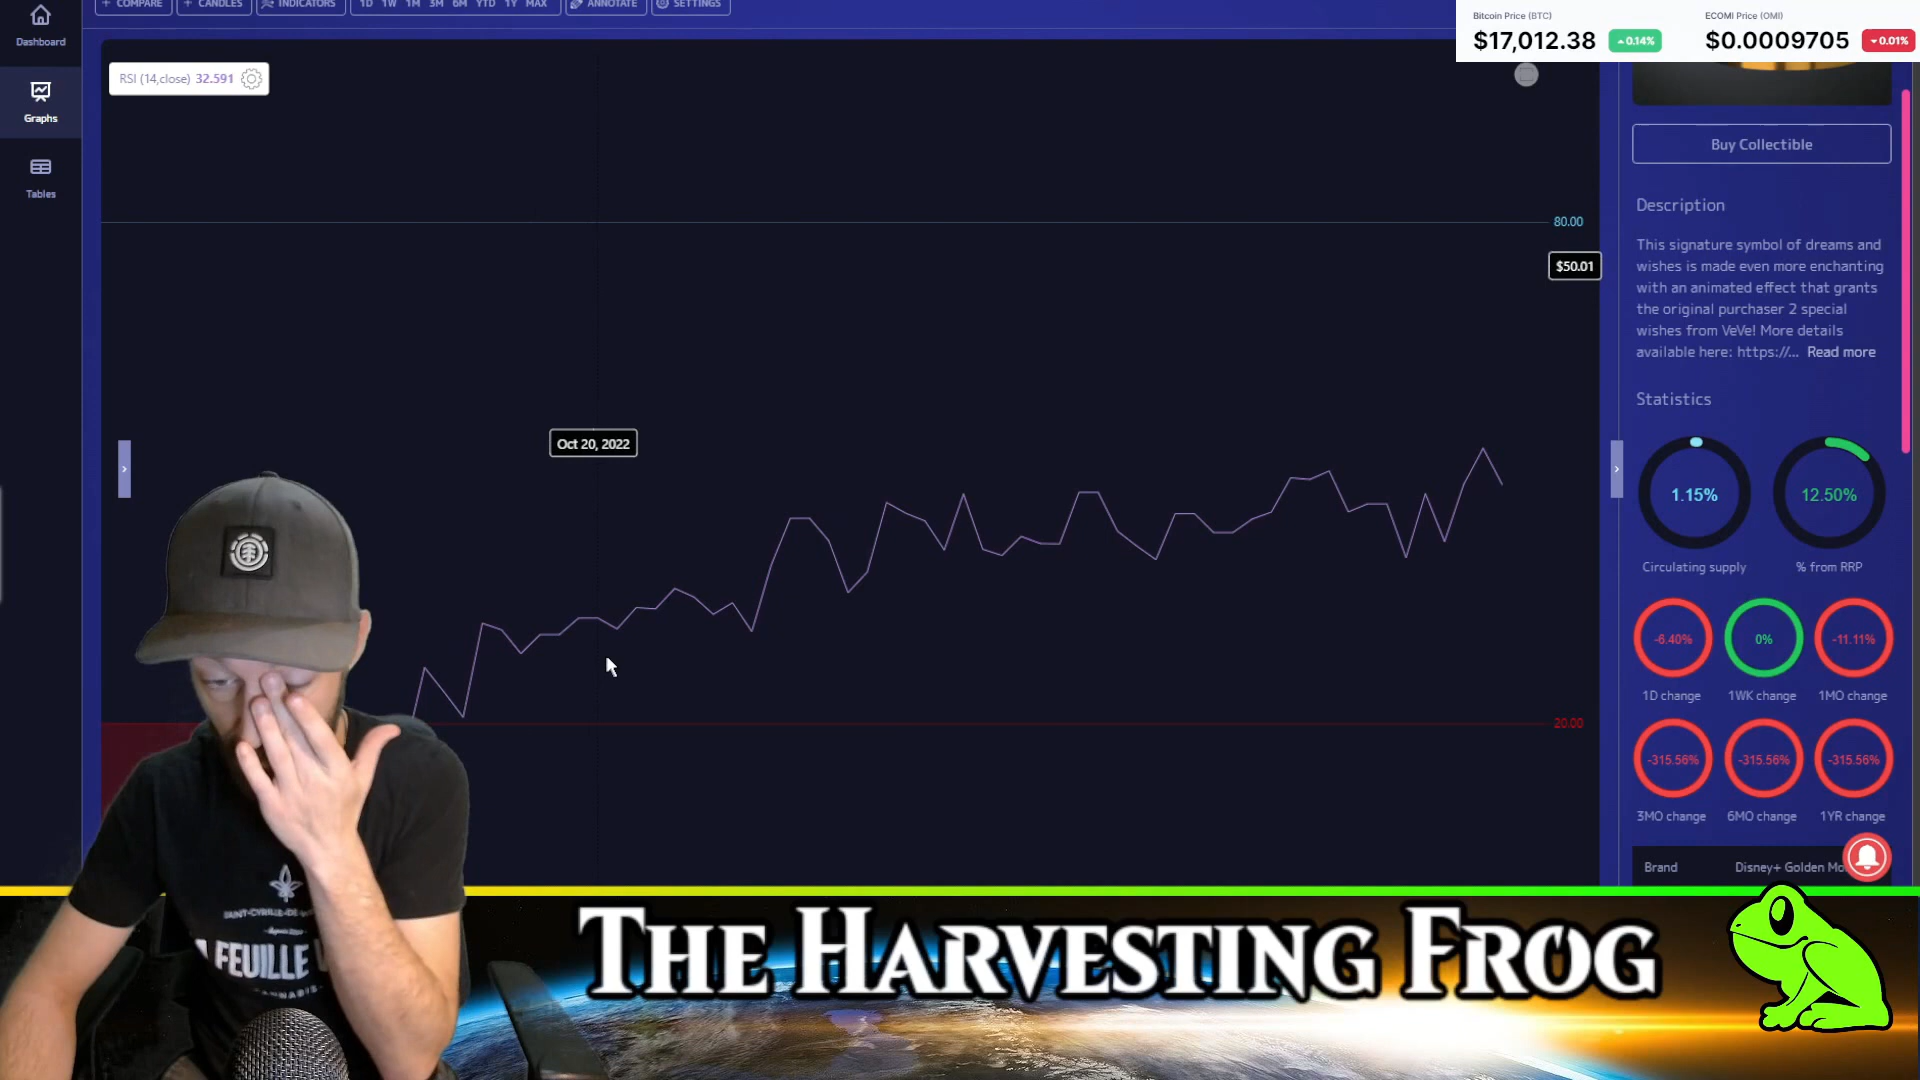 + COMPARE
+ CANDLES
INDICATORS
1D 1W 1M 3M 6M YTD 1Y MAX
ANNOTATE
SETTINGS
Bitcoin Price (BTC)
$17,012.38
0.14%
ECOMI Price (OMI)
$0.0009705
0.01%
Dashboard
Graphs
Tables
RSI (14,close) 32.591
80.00
$50.01
Oct 20, 2022
20.00
Buy Collectible
Description
This signature symbol of dreams and
wishes is made even more enchanting
with an animated effect that grants
the original purchaser 2 special
wishes from VeVe! More details
available here: https://... Read more
Statistics
1.15%
12.50%
Circulating supply
% from RRP
-6.40%
0%
-11.11%
1D change
1WK change
1MO change
-315.56%
-315.56%
-315.56%
3MO change
6MO change
1YR change
Brand
Disney+ Golden Mo
FEUILLE
THE HARVESTING FROG